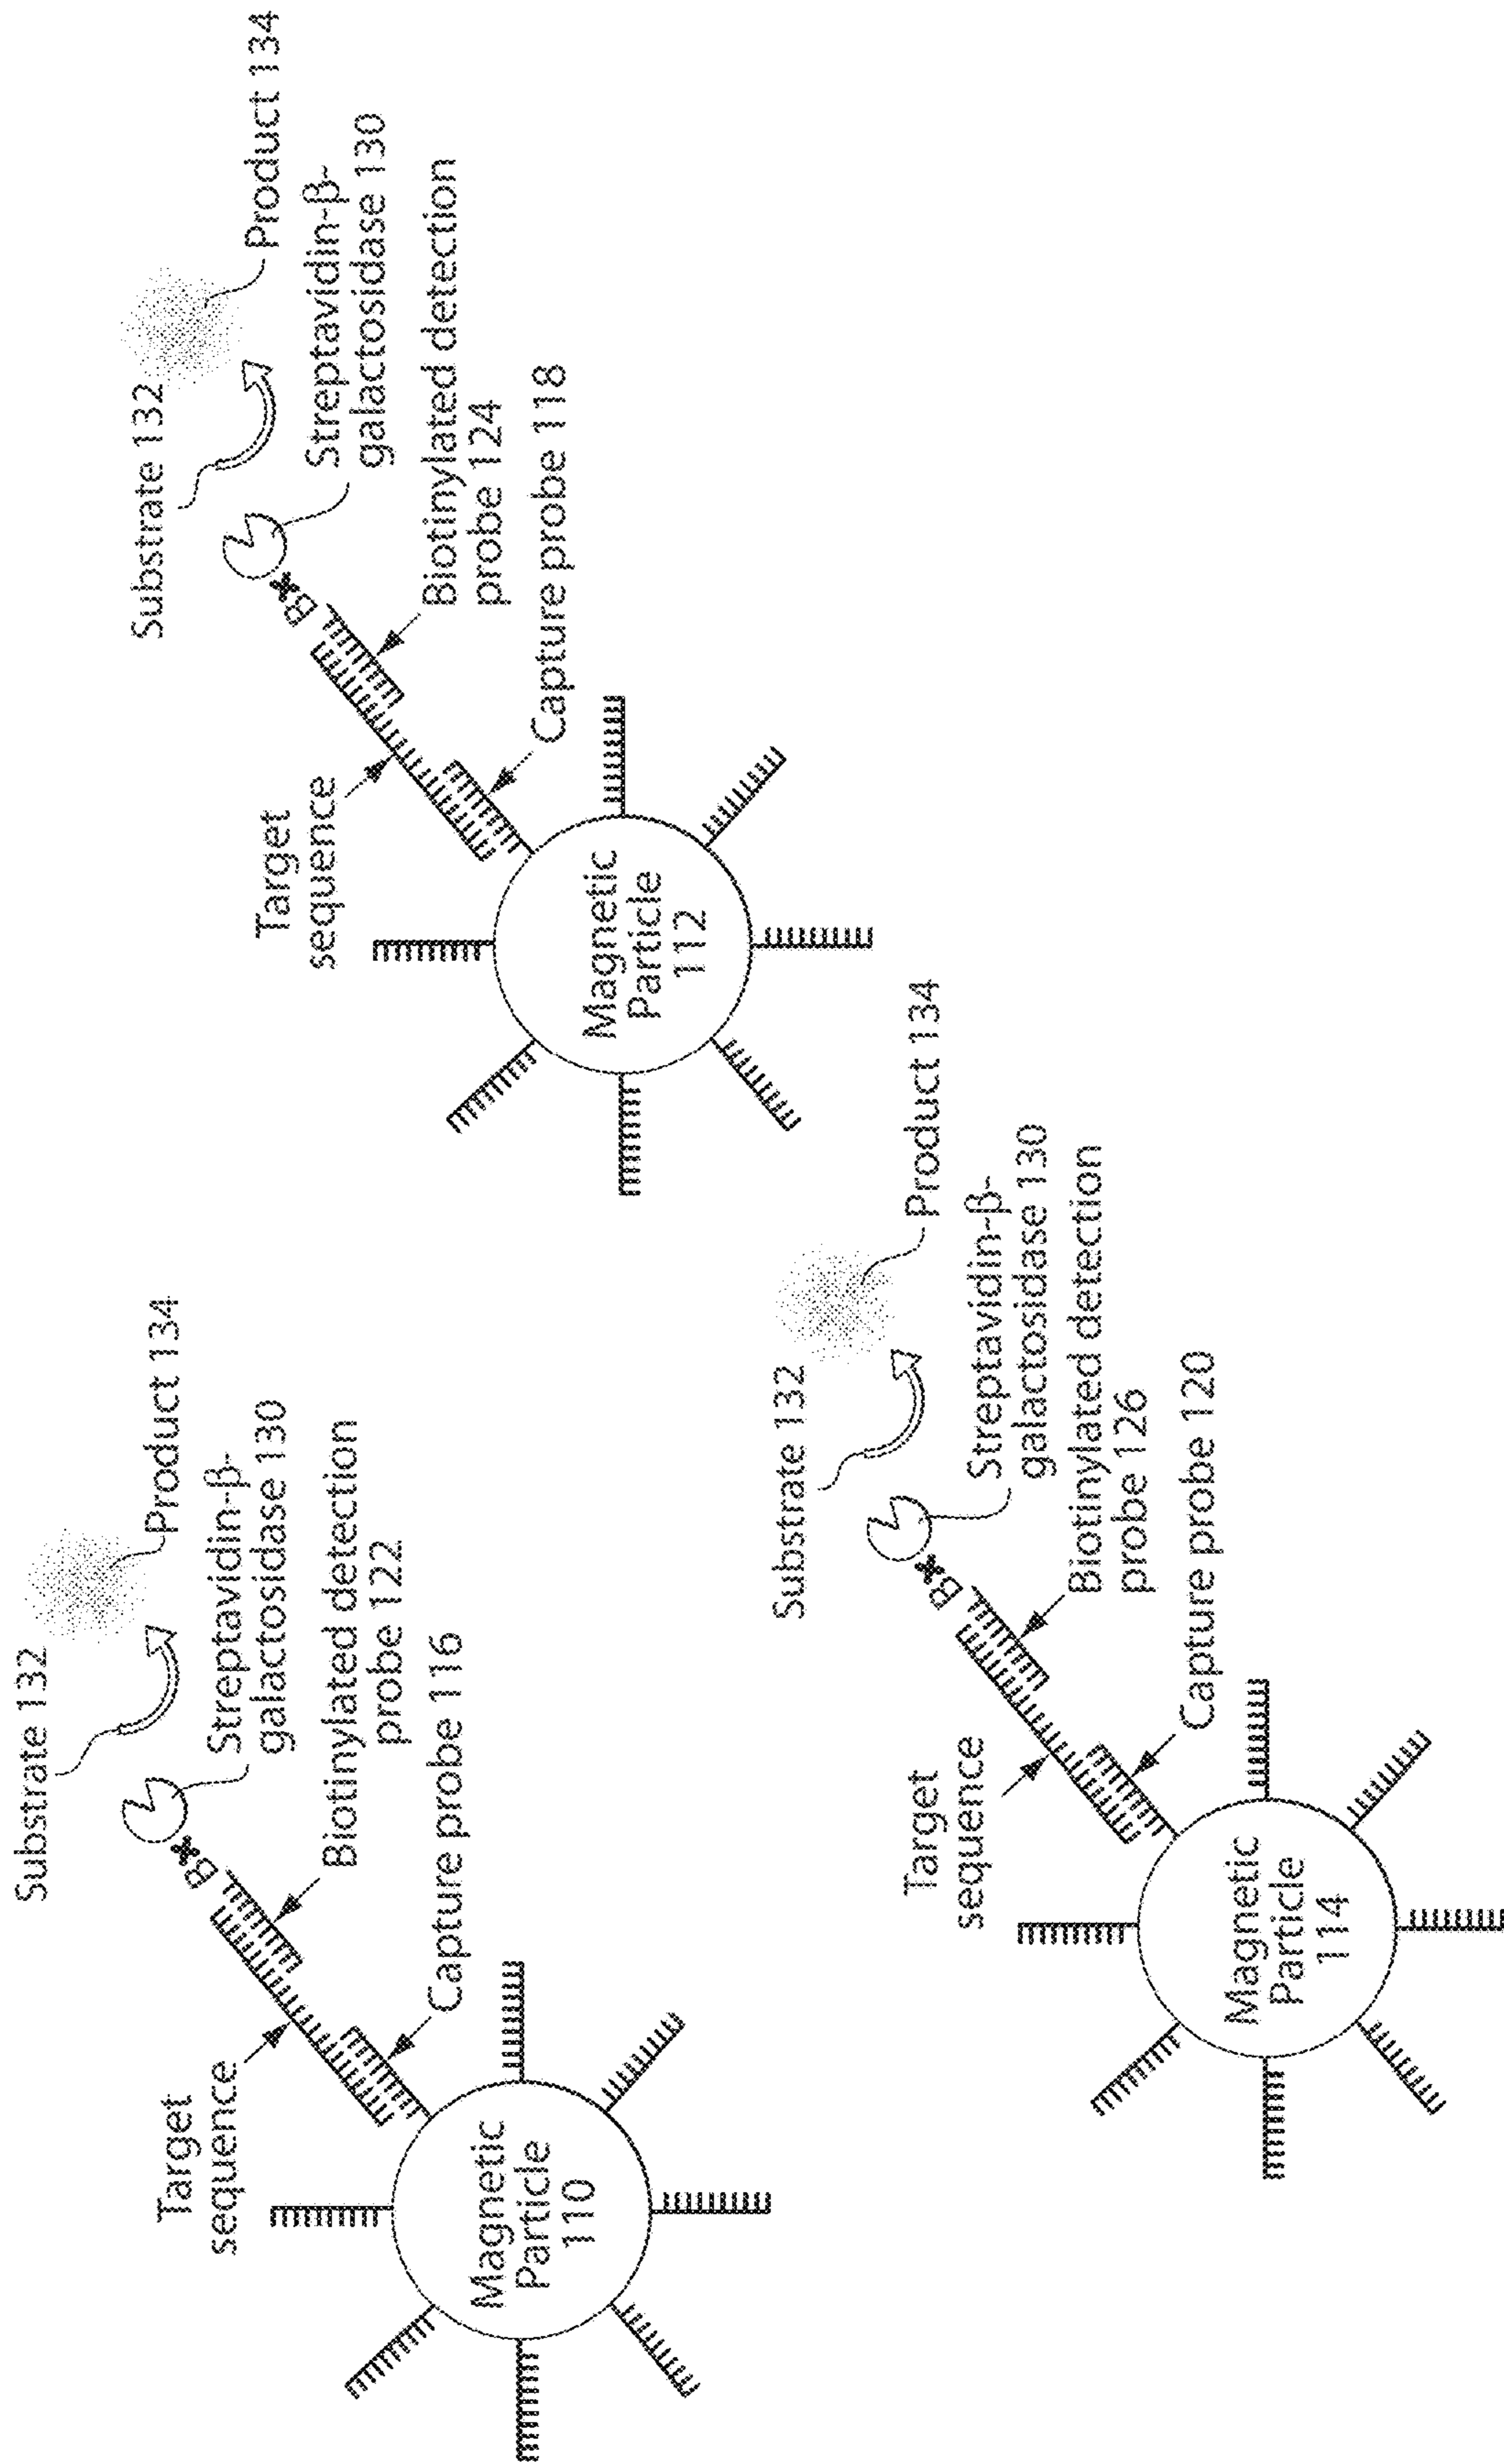 Substrate 132
Product 134
Streptavidin-β-
galactosidase 130
Biotinylated detection
probe 122
Capture probe 116
Target
sequence
Bx
Magnetic
Particle
110
Substrate 132
Product 134
Streptavidin-β-
galactosidase 130
Biotinylated detection
probe 124
Capture probe 118
Target
sequence
Bx
Magnetic
Particle
112
Substrate 132
Product 134
Streptavidin-β-
galactosidase 130
Biotinylated detection
probe 126
Capture probe 120
Target
sequence
Bx
Magnetic
Particle
114